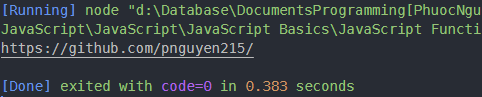 [Running] node "d:\Database\DocumentsProgramming[PhuocNgu
JavaScript\JavaScript\JavaScript Basics\JavaScript Functi
https://github.com/pnguyen215/
[Done] exited with code=0 in 0.383 seconds